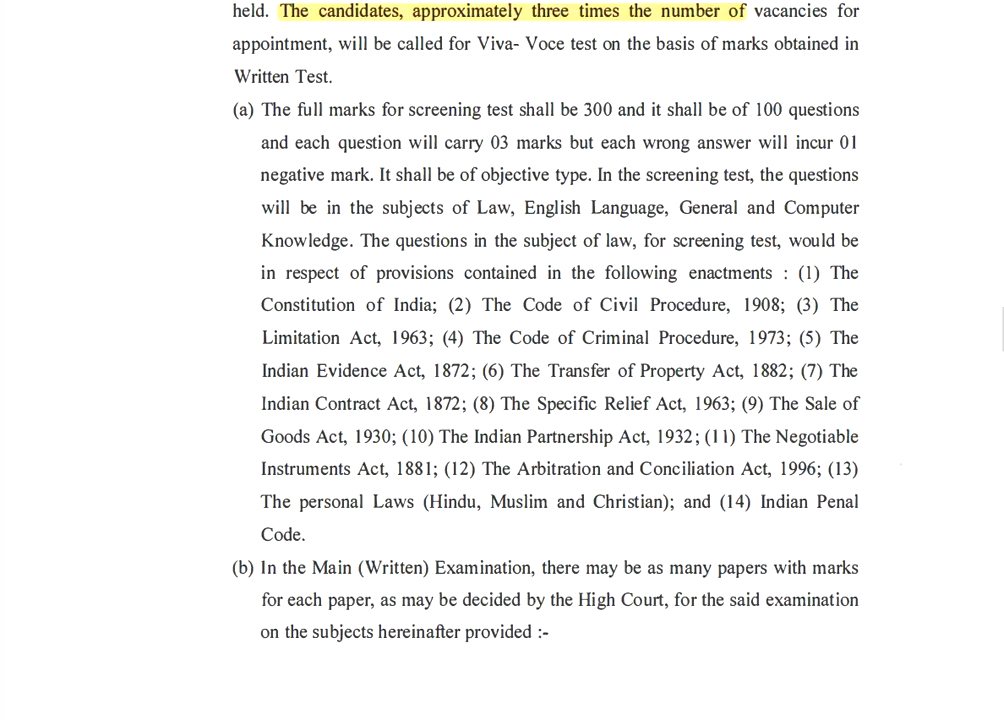 held. The candidates, approximately three times the number of vacancies for
appointment, will be called for Viva- Voce test on the basis of marks obtained in
Written Test.
(a) The full marks for screening test shall be 300 and it shall be of 100 questions
and each question will carry 03 marks but each wrong answer will incur 01
negative mark. It shall be of objective type. In the screening test, the questions
will be in the subjects of Law, English Language, General and Computer
Knowledge. The questions in the subject of law, for screening test, would be
in respect of provisions contained in the following enactments : (1) The
Constitution of India; (2) The Code of Civil Procedure, 1908; (3) The
Limitation Act, 1963; (4) The Code of Criminal Procedure, 1973; (5) The
Indian Evidence Act, 1872; (6) The Transfer of Property Act, 1882; (7) The
Indian Contract Act, 1872; (8) The Specific Relief Act, 1963; (9) The Sale of
Goods Act, 1930; (10) The Indian Partnership Act, 1932; (11) The Negotiable
Instruments Act, 1881; (12) The Arbitration and Conciliation Act, 1996; (13)
The personal Laws (Hindu, Muslim and Christian); and (14) Indian Penal
Code.
(b) In the Main (Written) Examination, there may be as many papers with marks
for each paper, as may be decided by the High Court, for the said examination
on the subjects hereinafter provided :-